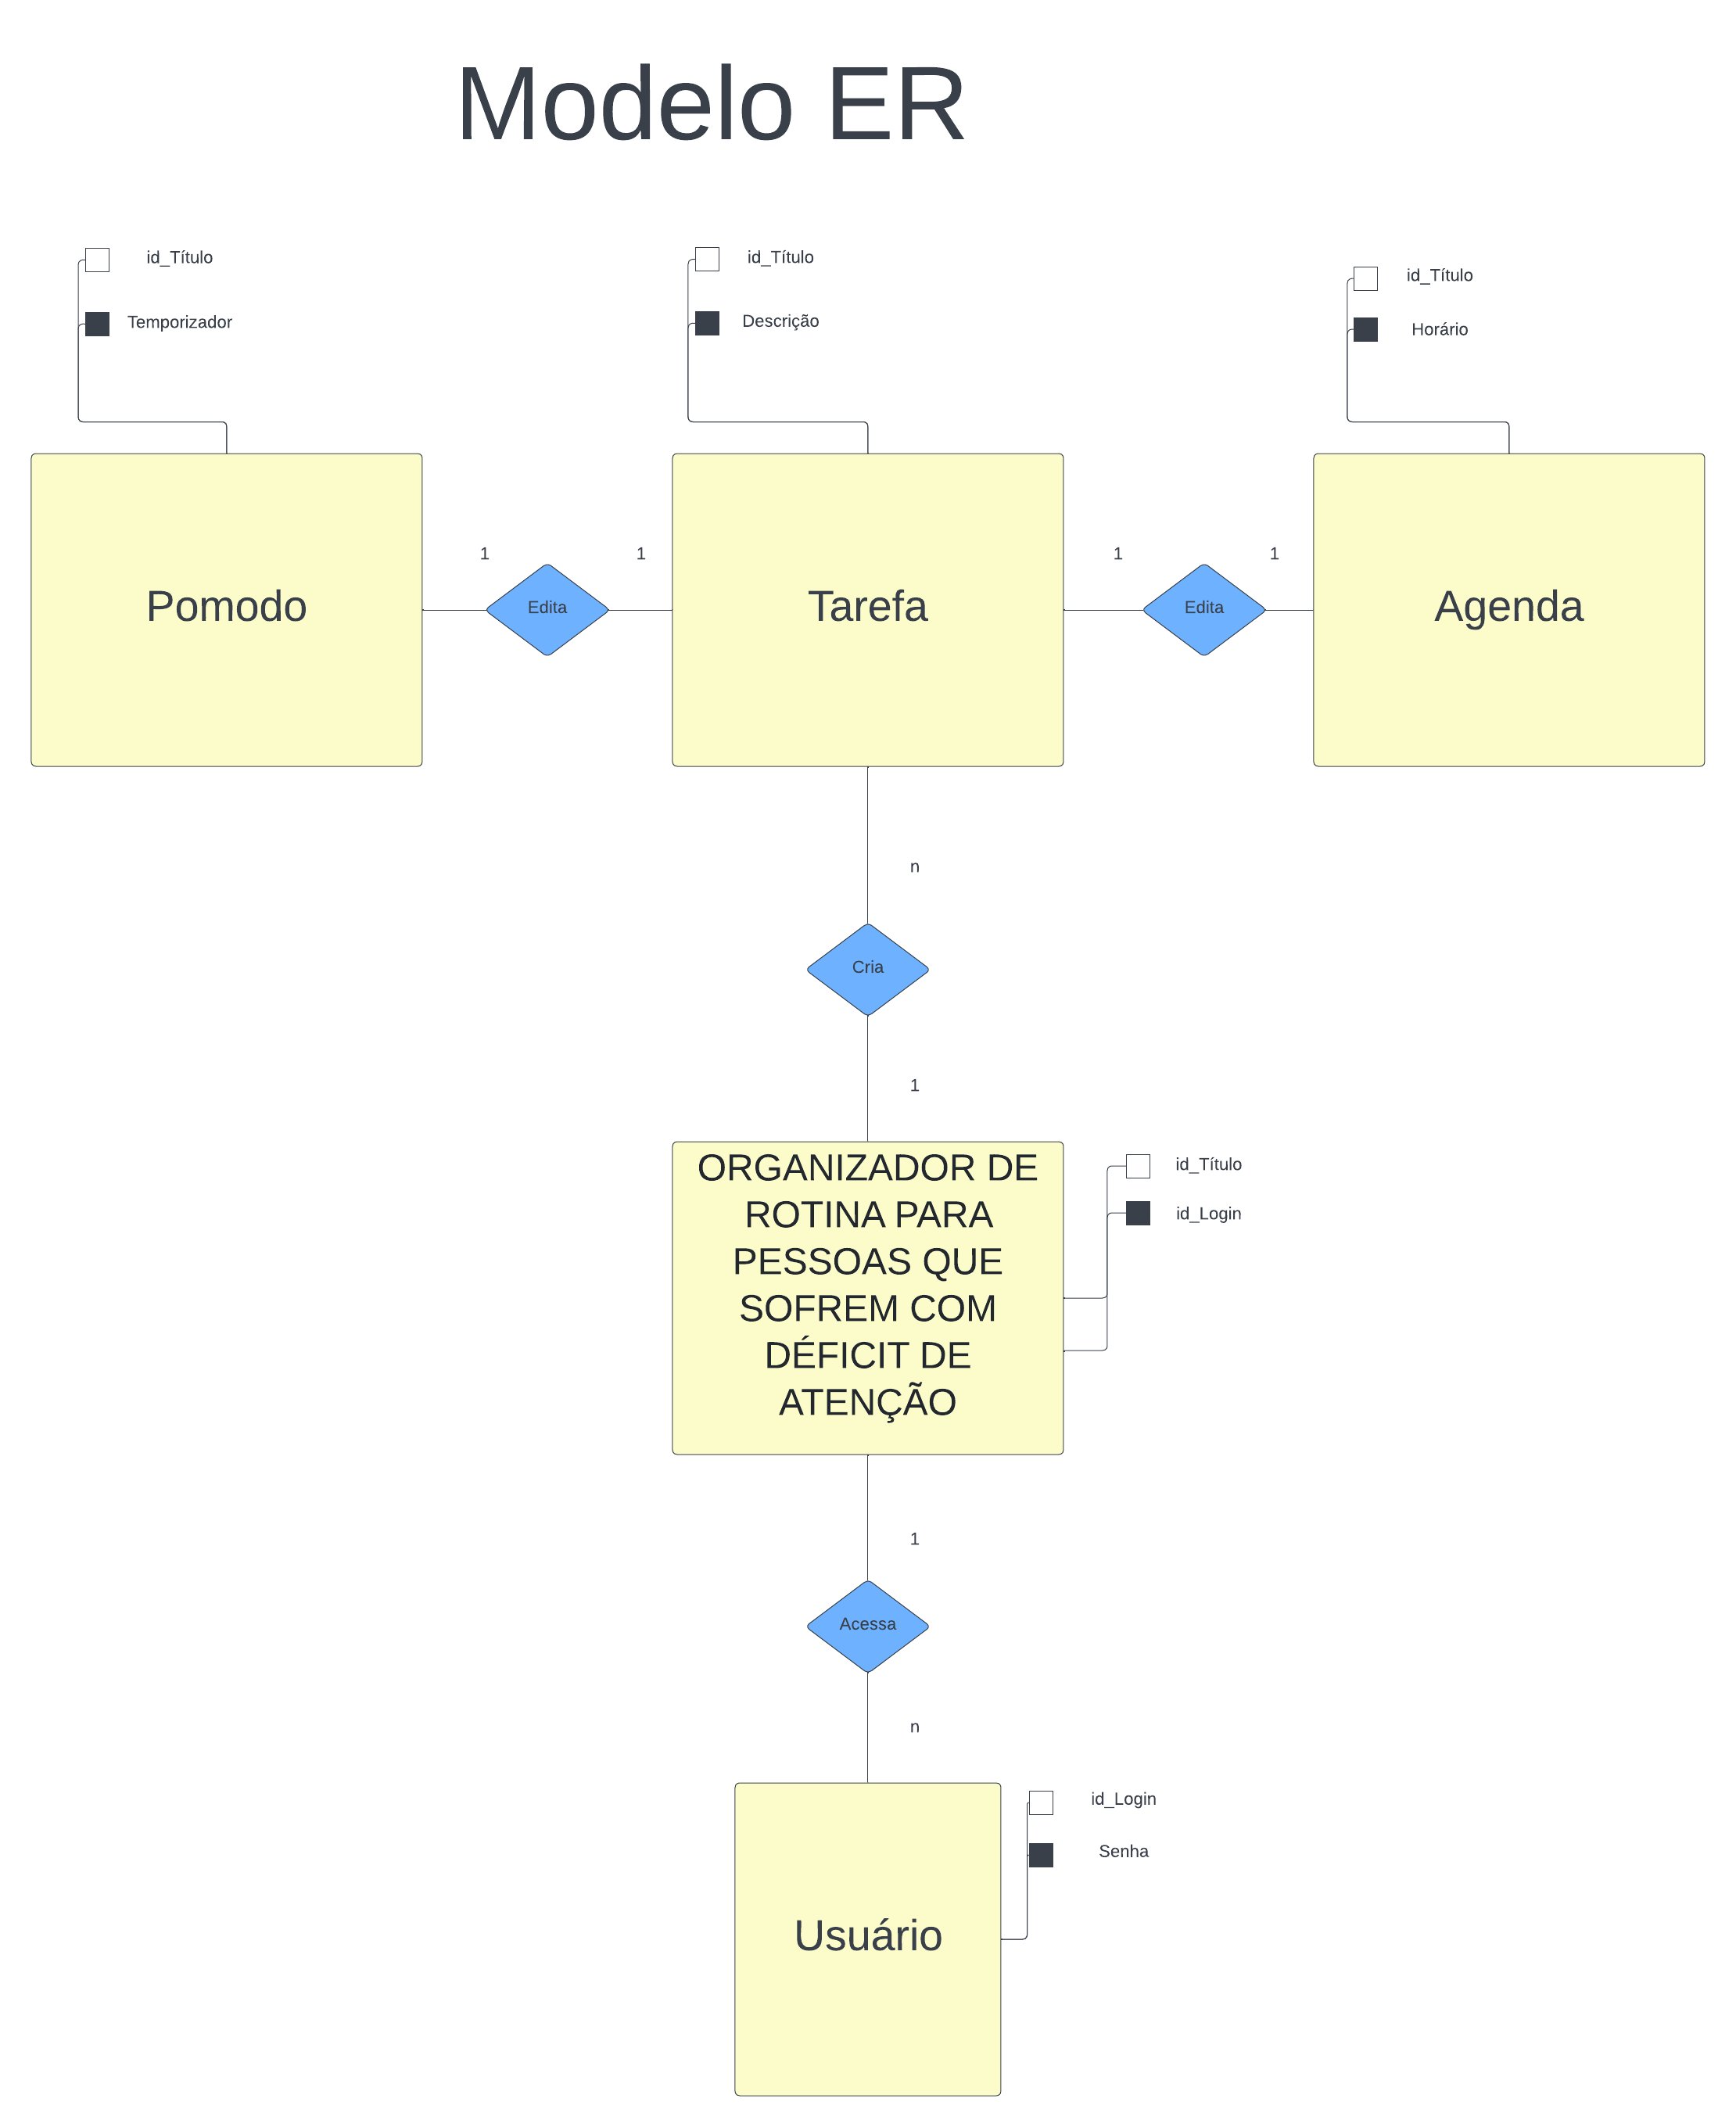 Modelo ER
id_Título
Temporizador
id_Título
Descrição
id_Título
Horário
Pomodo
1
Edita
1
Tarefa
1
Edita
1
Agenda
n
Cria
1
ORGANIZADOR DE
ROTINA PARA
PESSOAS QUE
SOFREM COM
DÉFICIT DE
ATENÇÃO
id_Título
id_Login
1
Acessa
n
id_Login
Senha
Usuário